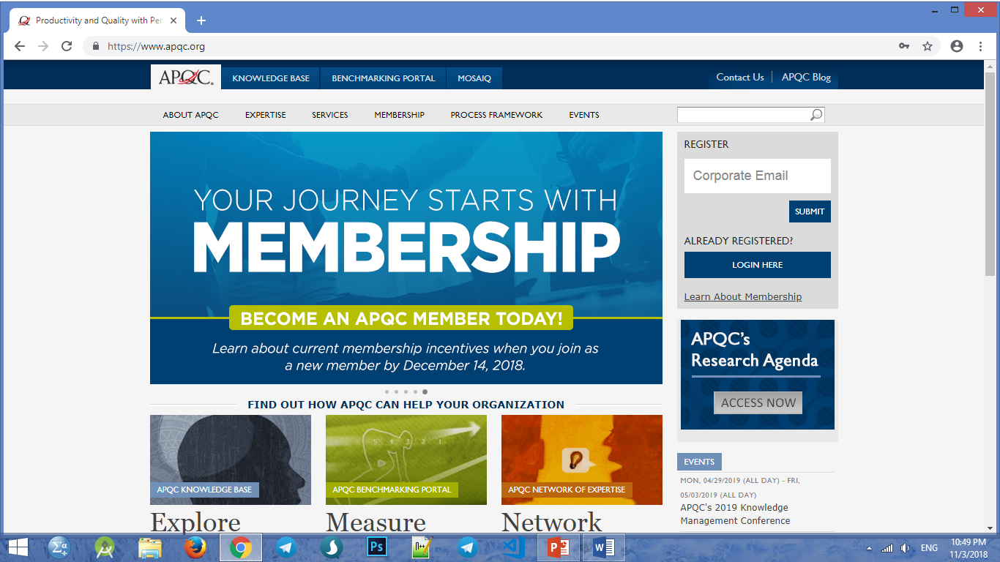 Productivity and Quality with Per
https://www.apqc.org
APQC®
KNOWLEDGE BASE
BENCHMARKING PORTAL
MOSAIQ
Contact Us
APQC Blog
ABOUT APQC
EXPERTISE
SERVICES
MEMBERSHIP
PROCESS FRAMEWORK
EVENTS
YOUR JOURNEY STARTS WITH
MEMBERSHIP
BECOME AN APQC MEMBER TODAY!
Learn about current membership incentives when you join as
a new member by December 14, 2018.
REGISTER
Corporate Email
SUBMIT
ALREADY REGISTERED?
LOGIN HERE
Learn About Membership
APQC's
Research Agenda
ACCESS NOW
FIND OUT HOW APQC CAN HELP YOUR ORGANIZATION
APQC KNOWLEDGE BASE
Explore
5 4 3 2 1
APQC BENCHMARKING PORTAL
Measure
APQC NETWORK OF EXPERTISE
Network
EVENTS
MON, 04/29/2019 (ALL DAY) - FRI,
05/03/2019 (ALL DAY)
APQC's 2019 Knowledge
Management Conference
Σα
Ps
P
W
ENG
10:49 PM
11/3/2018